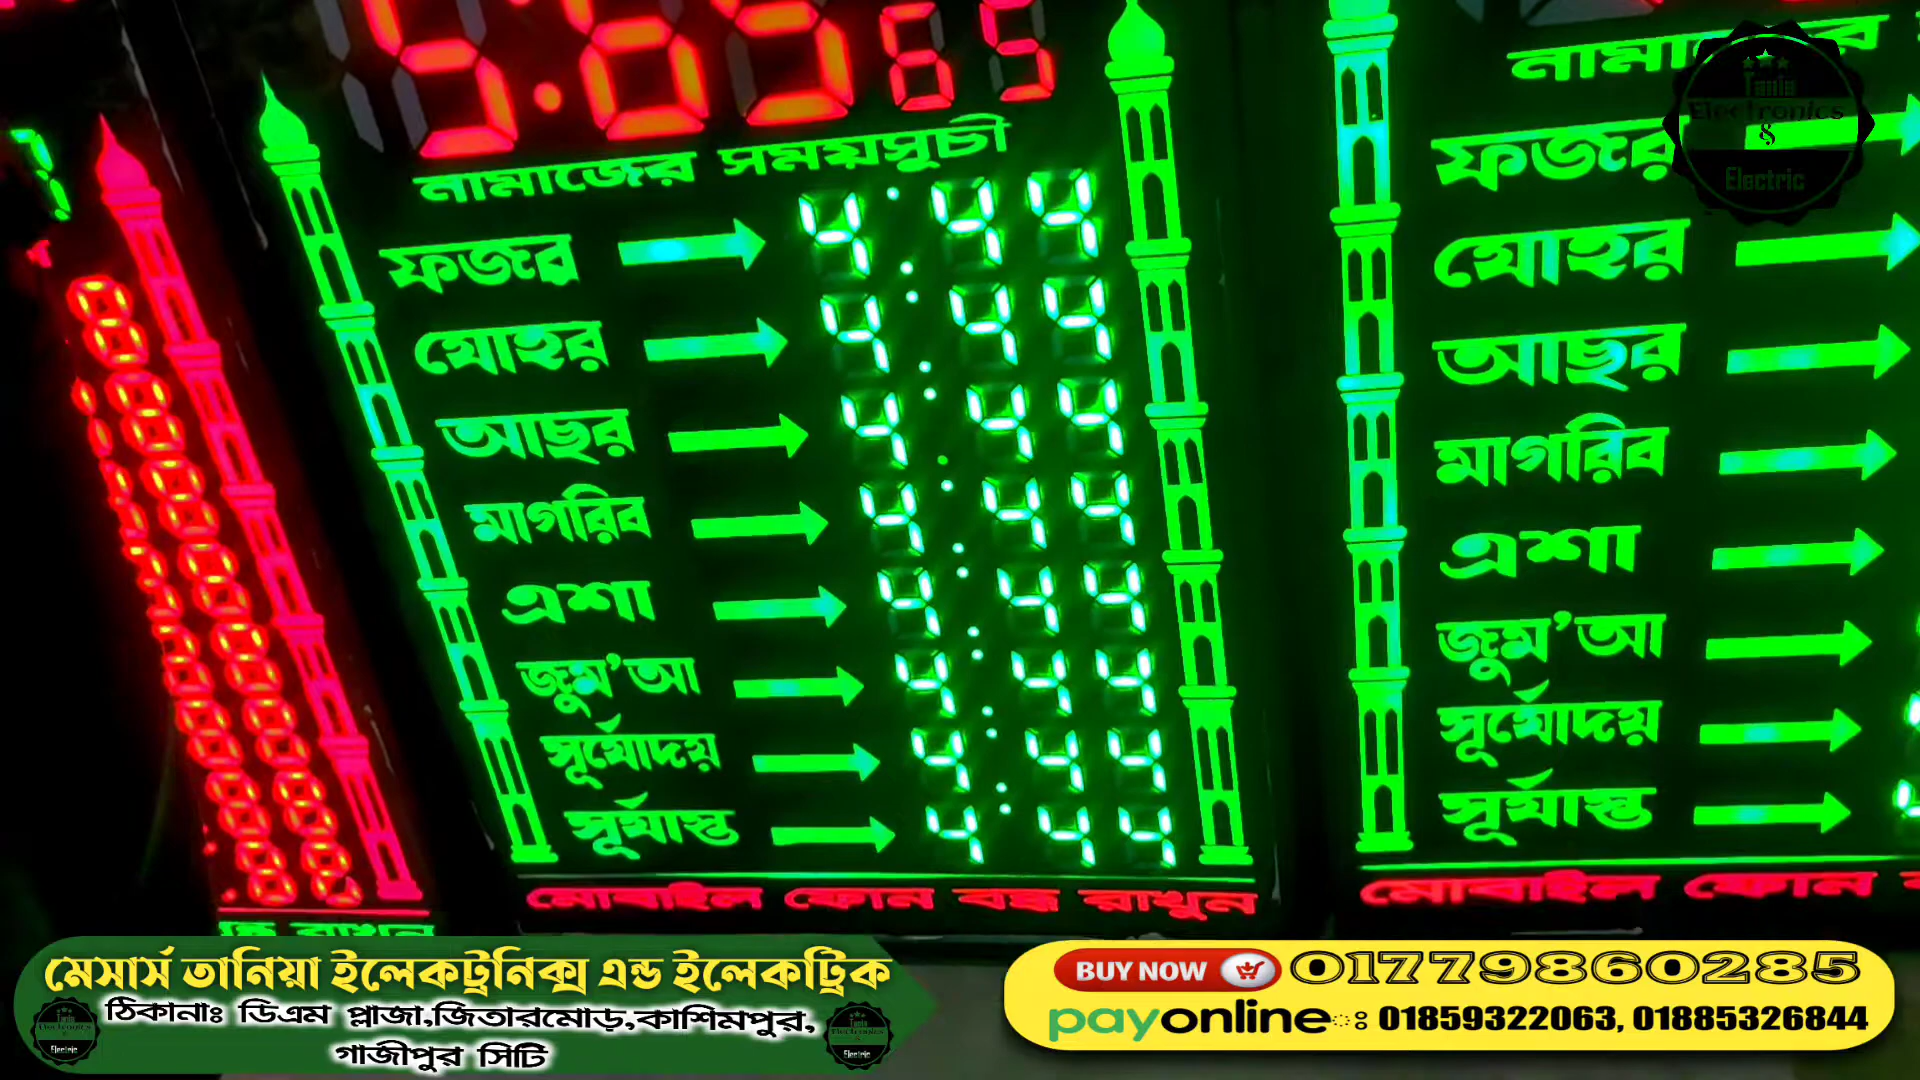 নামাজের সময়সুচী
ফজর 4:44
যোহর 4:44
আছর 4:44
মাগরিব 4:44
এশা 4:44
জুম'আ 4:44
সূর্যোদয় 4:44
সূর্যাস্ত 4:44
মোবাইল ফোন বন্ধ রাখুন
ফজর
যোহর
আছর
মাগরিব
এশা
জুম'আ
সূর্যোদয়
সূর্যাস্ত
মোবাইল ফোন
Tania
Electronics
&
Electric
মেসার্স তানিয়া ইলেকট্রনিক্স এন্ড ইলেকট্রিক
ঠিকানাঃ ডিএম প্লাজা,জিতারমোড়,কাশিমপুর,
গাজীপুর সিটি
BUY NOW 01779860285
payonlineঃ 01859322063, 01885326844